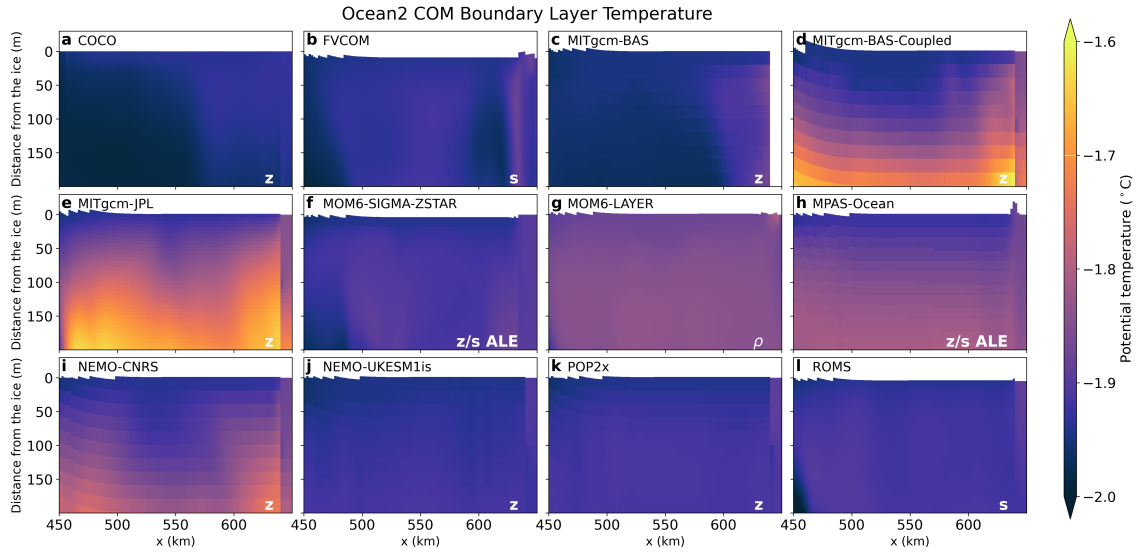 Ocean2 COM Boundary Layer Temperature
a COCO
b FVCOM
c MITgcm-BAS
d MITgcm-BAS-Coupled
Distance from the ice (m)
0
50
100
150
z
s
z
z
e MITgcm-JPL
f MOM6-SIGMA-ZSTAR
g MOM6-LAYER
h MPAS-Ocean
Distance from the ice (m)
0
50
100
150
z
z/s ALE
ρ
z/s ALE
i NEMO-CNRS
j NEMO-UKESM1is
k POP2x
l ROMS
Distance from the ice (m)
0
50
100
150
z
z
z
s
450 500 550 600
450 500 550 600
450 500 550 600
450 500 550 600
x (km)
x (km)
x (km)
x (km)
−1.6
−1.7
−1.8
−1.9
−2.0
Potential temperature (°C)